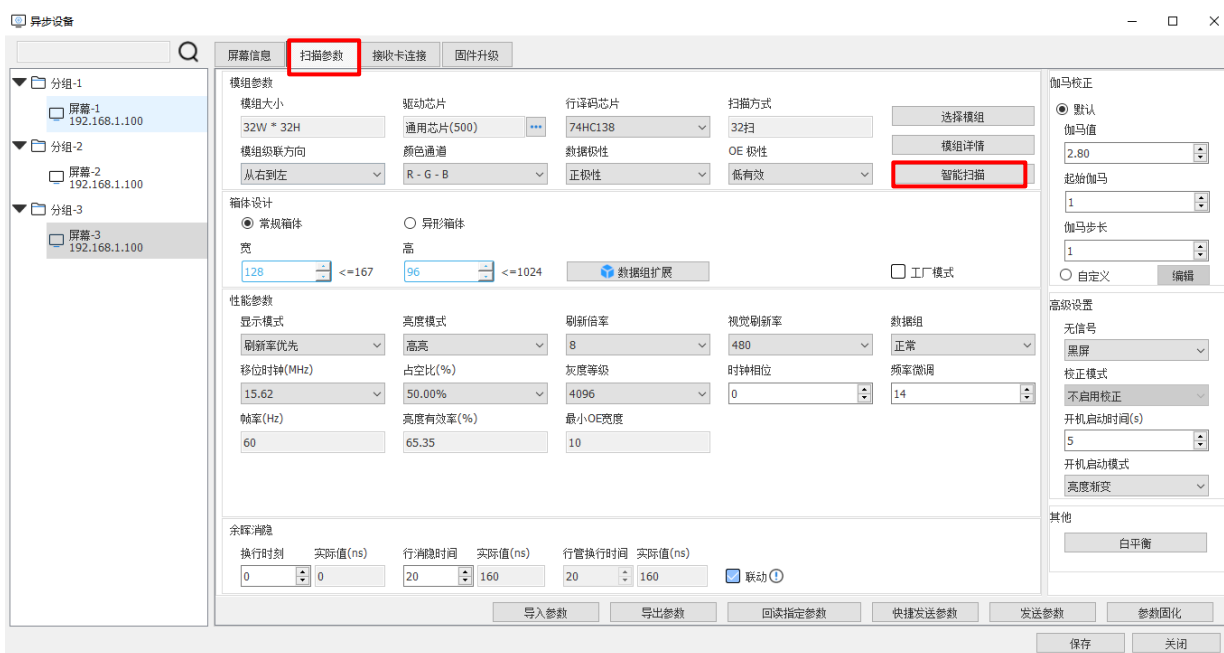 异步设备
屏幕信息 扫描参数 接收卡连接 固件升级
分组-1
屏幕-1
192.168.1.100
分组-2
屏幕-2
192.168.1.100
分组-3
屏幕-3
192.168.1.100
模组参数
模组大小 驱动芯片 行译码芯片 扫描方式
32W * 32H 通用芯片(500) ••• 74HC138 32扫 选择模组
模组级联方向 颜色通道 数据极性 OE 极性 模组详情
从右到左 R - G - B 正极性 低有效 智能扫描
箱体设计
常规箱体 异形箱体
宽 高
128 <=167 96 <=1024 数据组扩展 工厂模式
性能参数
显示模式 亮度模式 刷新倍率 视觉刷新率 数据组
刷新率优先 高亮 8 480 正常
移位时钟(MHz) 占空比(%) 灰度等级 时钟相位 频率微调
15.62 50.00% 4096 0 14
帧率(Hz) 亮度有效率(%) 最小OE宽度
60 65.35 10
余晖消隐
换行时刻 实际值(ns) 行消隐时间 实际值(ns) 行管换行时间 实际值(ns)
0 0 20 160 20 160 联动
伽马校正
默认
伽马值
2.80
起始伽马
1
伽马步长
1
自定义 编辑
高级设置
无信号
黑屏
校正模式
不启用校正
开机启动时间(s)
5
开机启动模式
亮度渐变
其他
白平衡
导入参数 导出参数 回读指定参数 快捷发送参数 发送参数 参数固化
保存 关闭